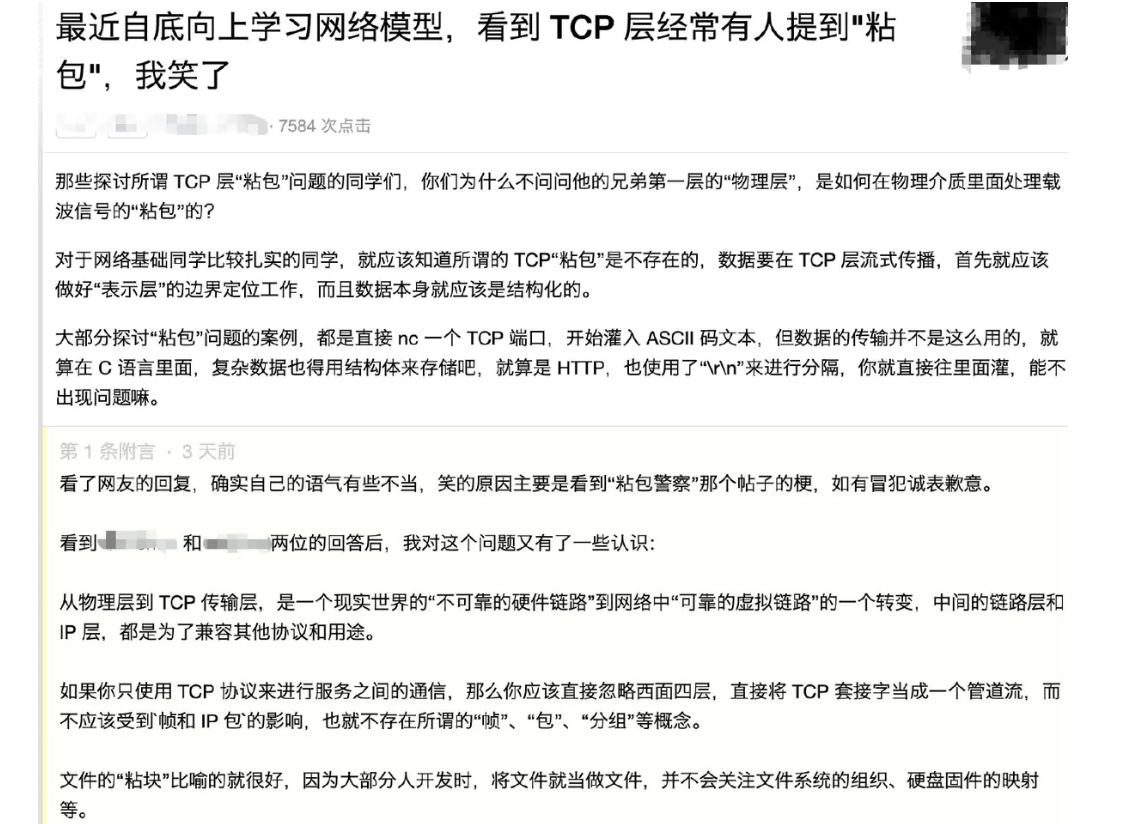 最近自底向上学习网络模型，看到 TCP 层经常有人提到"粘
包"，我笑了
· 7584 次点击
那些探讨所谓 TCP 层“粘包”问题的同学们，你们为什么不问问他的兄弟第一层的“物理层”，是如何在物理介质里面处理载
波信号的“粘包”的?
对于网络基础同学比较扎实的同学，就应该知道所谓的 TCP“粘包”是不存在的，数据要在 TCP 层流式传播，首先就应该
做好“表示层”的边界定位工作，而且数据本身就应该是结构化的。
大部分探讨“粘包”问题的案例，都是直接 nc 一个 TCP 端口，开始灌入 ASCII 码文本，但数据的传输并不是这么用的，就
算在 C 语言里面，复杂数据也得用结构体来存储吧，就算是 HTTP，也使用了“\r\n”来进行分隔，你就直接往里面灌，能不
出现问题嘛。
第 1 条附言 · 3 天前
看了网友的回复，确实自己的语气有些不当，笑的原因主要是看到“粘包警察”那个帖子的梗，如有冒犯诚表歉意。
看到 和 两位的回答后，我对这个问题又有了一些认识:
从物理层到 TCP 传输层，是一个现实世界的“不可靠的硬件链路”到网络中“可靠的虚拟链路”的一个转变，中间的链路层和
IP 层，都是为了兼容其他协议和用途。
如果你只使用 TCP 协议来进行服务之间的通信，那么你应该直接忽略西面四层，直接将 TCP 套接字当成一个管道流，而
不应该受到`帧和 IP 包`的影响，也就不存在所谓的“帧”、“包”、“分组”等概念。
文件的“粘块”比喻的就很好，因为大部分人开发时，将文件就当做文件，并不会关注文件系统的组织、硬盘固件的映射
等。